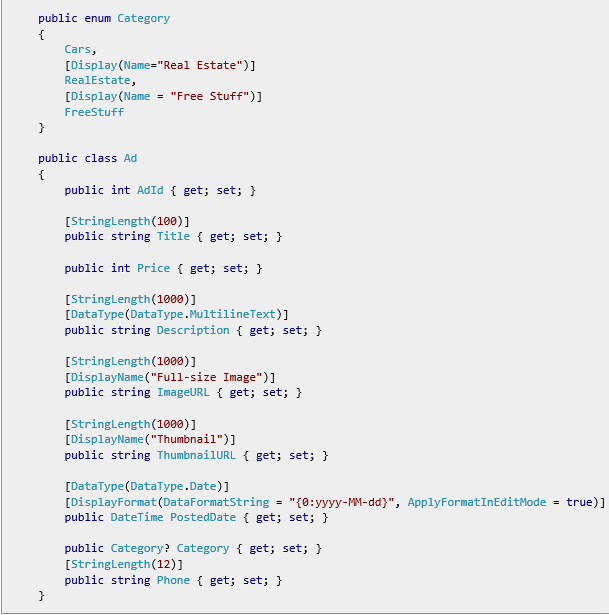 public enum Category
{
Cars,
[Display(Name="Real Estate")]
RealEstate,
[Display(Name = "Free Stuff")]
FreeStuff
}
public class Ad
{
public int AdId { get; set; }
[StringLength(100)]
public string Title { get; set; }
public int Price { get; set; }
[StringLength(1000)]
[DataType(DataType.MultilineText)]
public string Description { get; set; }
[StringLength(1000)]
[DisplayName("Full-size Image")]
public string ImageURL { get; set; }
[StringLength(1000)]
[DisplayName("Thumbnail")]
public string ThumbnailURL { get; set; }
[DataType(DataType.Date)]
[DisplayFormat(DataFormatString = "{0:yyyy-MM-dd}", ApplyFormatInEditMode = true)]
public DateTime PostedDate { get; set; }
public Category? Category { get; set; }
[StringLength(12)]
public string Phone { get; set; }
}